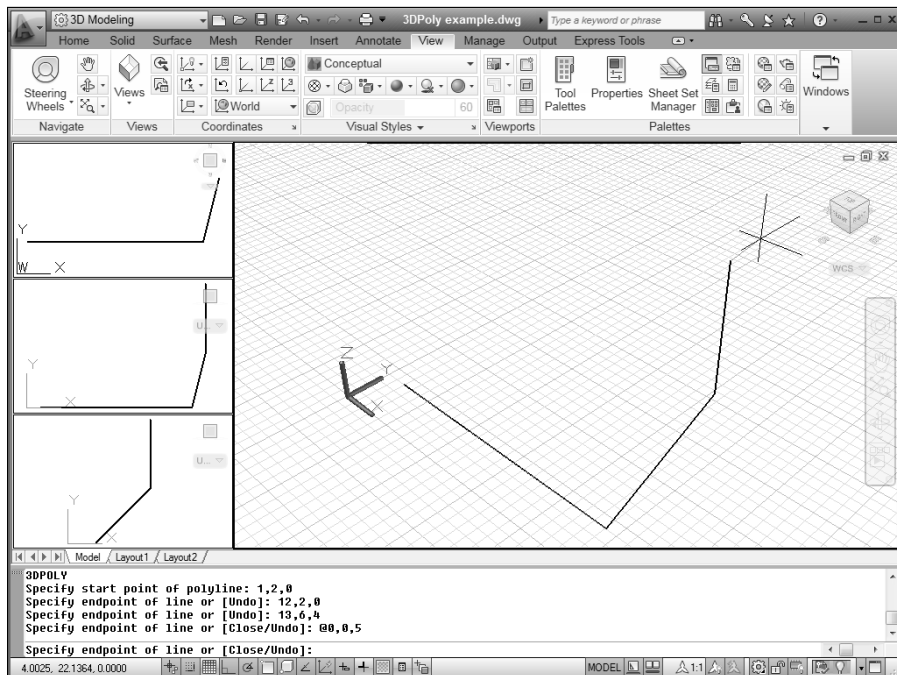 3D Modeling
3DPoly example.dwg
Type a keyword or phrase
Home Solid Surface Mesh Render Insert Annotate View Manage Output Express Tools
Steering Wheels
Views
World
Conceptual
Opacity 60
Tool Palettes
Properties
Sheet Set Manager
Windows
Navigate Views Coordinates Visual Styles Viewports Palettes
Y
W X
Y
X
U...
Y
X
U...
Z
Y
X
TOP
WCS
Model Layout1 Layout2
3DPOLY
Specify start point of polyline: 1,2,0
Specify endpoint of line or [Undo]: 12,2,0
Specify endpoint of line or [Undo]: 13,6,4
Specify endpoint of line or [Close/Undo]: @0,0,5
Specify endpoint of line or [Close/Undo]:
4.0025, 22.1364, 0.0000
MODEL
1:1